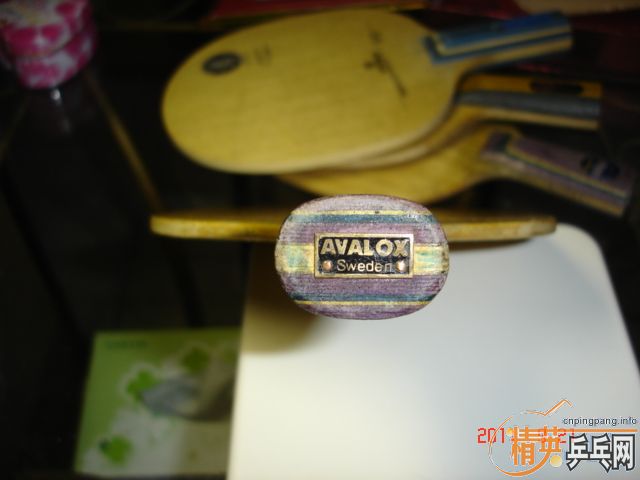 AVALOX
Sweden
cnpingpang.info
精英乒乓网